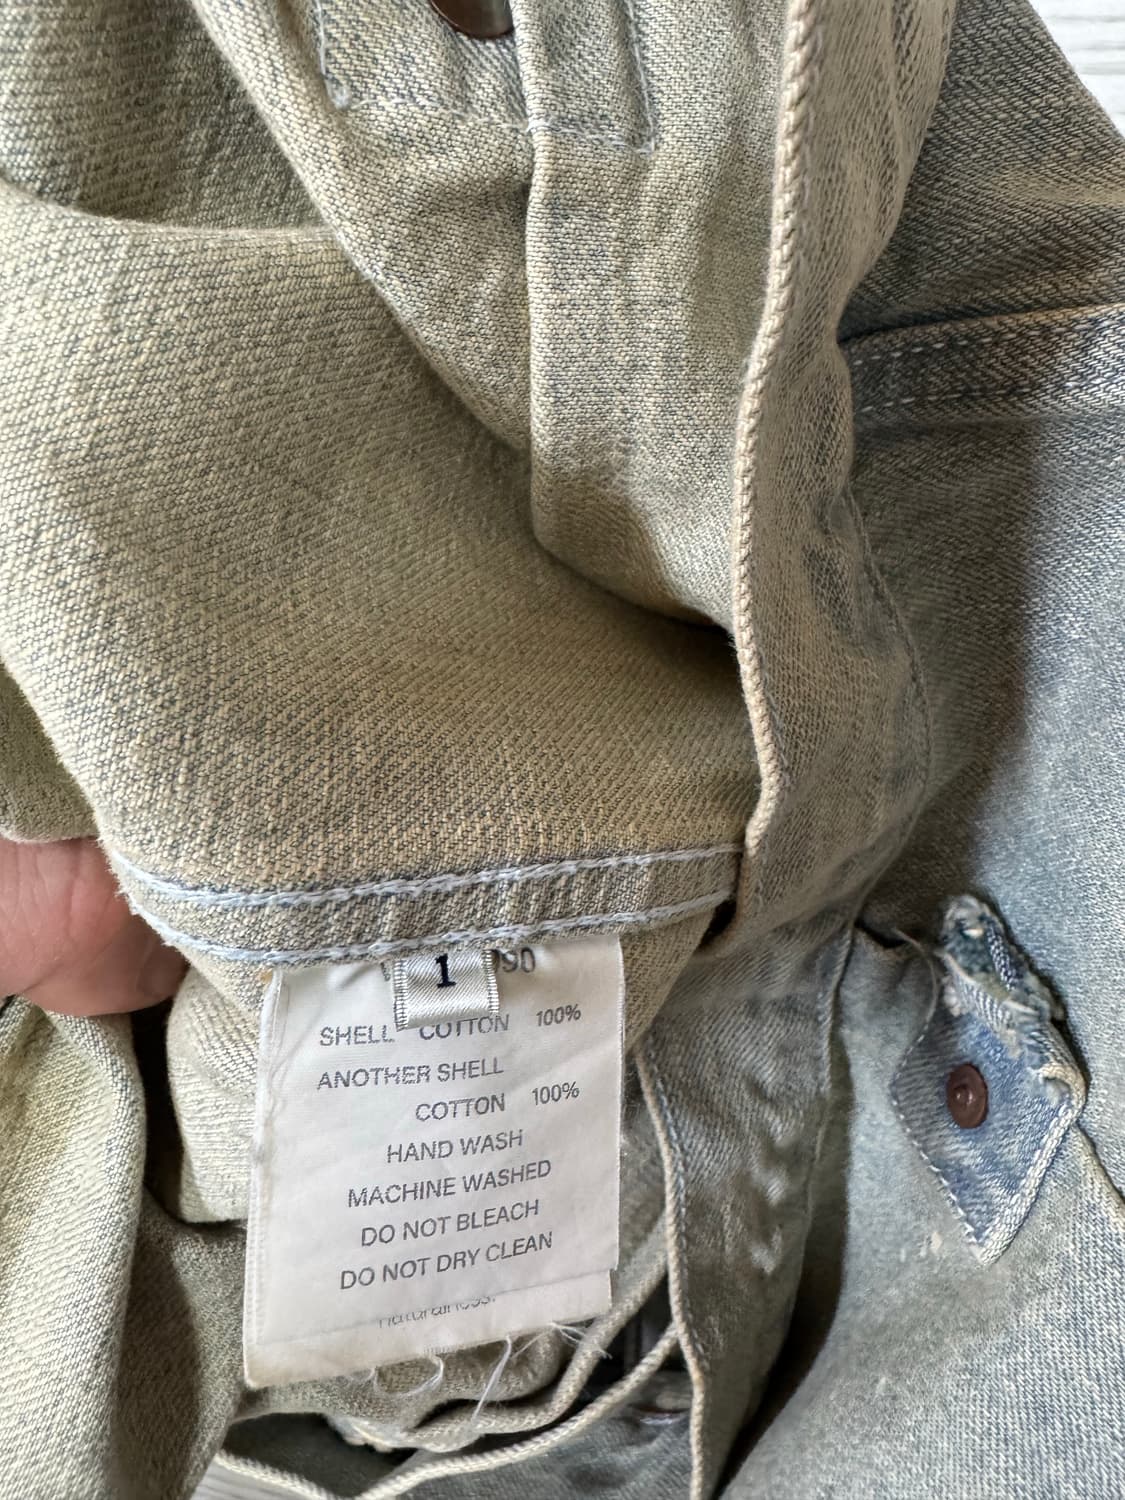 1
90
SHELL COTTON 100%
ANOTHER SHELL
COTTON 100%
HAND WASH
MACHINE WASHED
DO NOT BLEACH
DO NOT DRY CLEAN